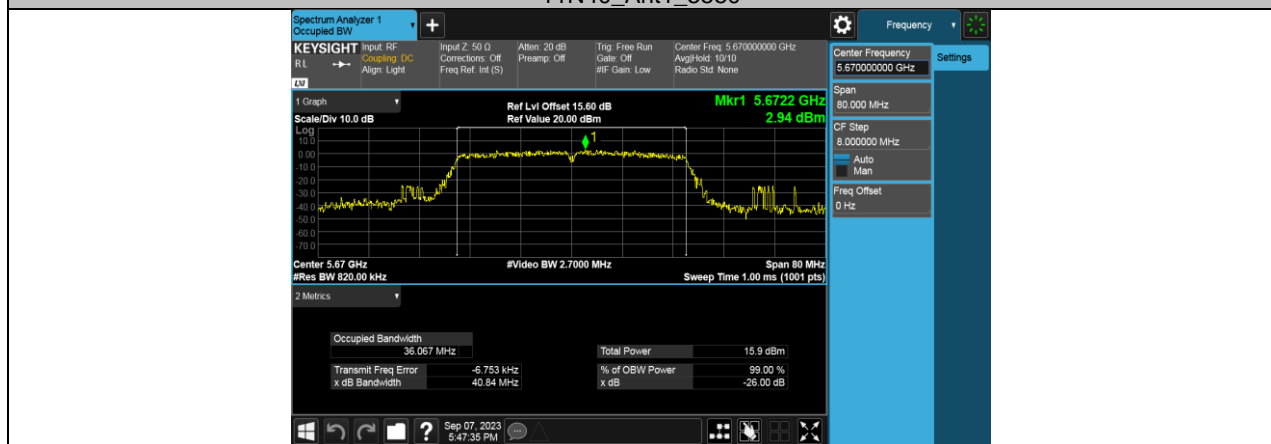 Spectrum Analyzer 1
Occupied BW
Frequency
KEYSIGHT
RL
Input: RF
Coupling: DC
Align: Light
Input Z: 50 Ω
Corrections: Off
Freq Ref: Int (S)
Atten: 20 dB
Preamp: Off
Trig: Free Run
Gate: Off
#IF Gain: Low
Center Freq: 5.670000000 GHz
Avg|Hold: 10/10
Radio Std: None
LXI
Center Frequency
5.670000000 GHz
Settings
Span
80.000 MHz
CF Step
8.000000 MHz
Auto
Man
Freq Offset
0 Hz
1 Graph
Scale/Div 10.0 dB
Ref Lvl Offset 15.60 dB
Ref Value 20.00 dBm
Mkr1 5.6722 GHz
2.94 dBm
Log
10.0
0.00
-10.0
-20.0
-30.0
-40.0
-50.0
-60.0
-70.0
1
Center 5.67 GHz
#Res BW 820.00 kHz
#Video BW 2.7000 MHz
Span 80 MHz
Sweep Time 1.00 ms (1001 pts)
2 Metrics
Occupied Bandwidth
36.067 MHz
Total Power 15.9 dBm
Transmit Freq Error -6.753 kHz
% of OBW Power 99.00 %
x dB Bandwidth 40.84 MHz
x dB -26.00 dB
?
Sep 07, 2023
5:47:35 PM